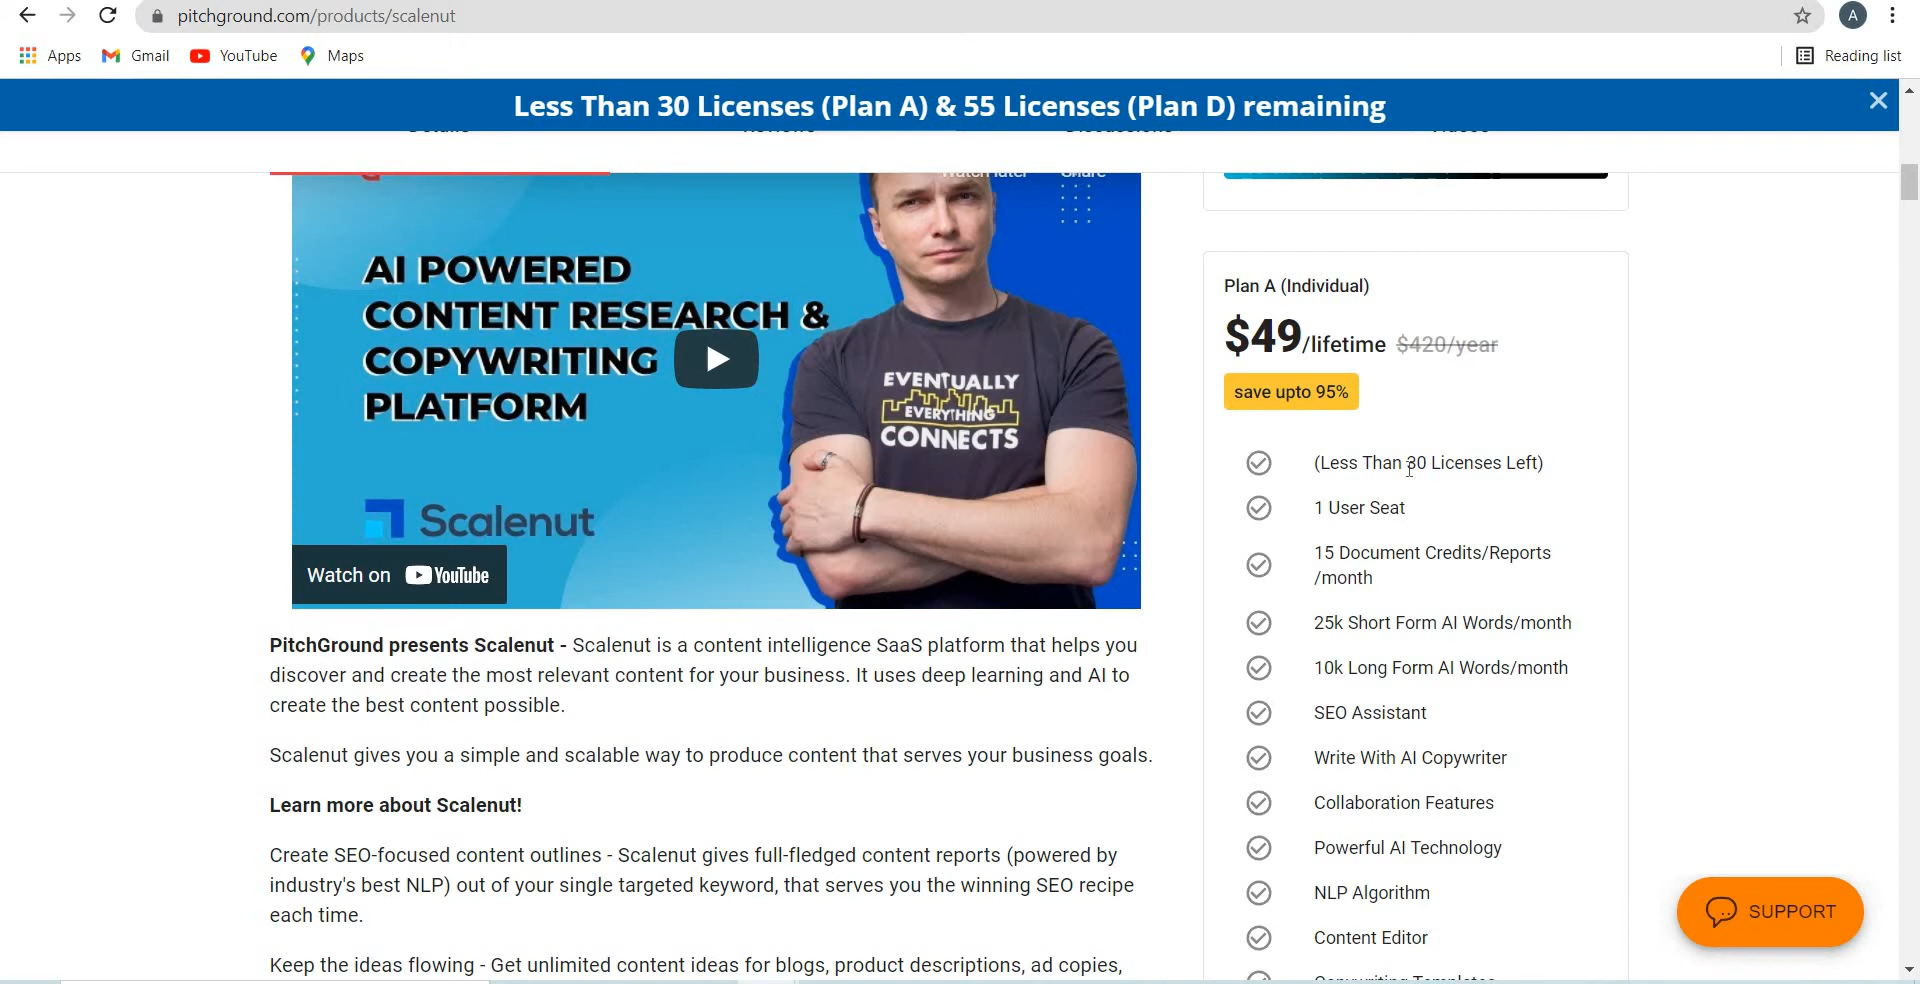 pitchground.com/products/scalenut
A
Apps
Gmail
YouTube
Maps
Reading list
Less Than 30 Licenses (Plan A) & 55 Licenses (Plan D) remaining
Details
Reviews
Discussions
Videos
Watch later
Share
AI POWERED
CONTENT RESEARCH &
COPYWRITING
PLATFORM
EVENTUALLY
EVERYTHING
CONNECTS
Scalenut
Watch on YouTube
PitchGround presents Scalenut - Scalenut is a content intelligence SaaS platform that helps you
discover and create the most relevant content for your business. It uses deep learning and AI to
create the best content possible.
Scalenut gives you a simple and scalable way to produce content that serves your business goals.
Learn more about Scalenut!
Create SEO-focused content outlines - Scalenut gives full-fledged content reports (powered by
industry's best NLP) out of your single targeted keyword, that serves you the winning SEO recipe
each time.
Keep the ideas flowing - Get unlimited content ideas for blogs, product descriptions, ad copies,
Plan A (Individual)
$49/lifetime $420/year
save upto 95%
(Less Than 30 Licenses Left)
1 User Seat
15 Document Credits/Reports
/month
25k Short Form AI Words/month
10k Long Form AI Words/month
SEO Assistant
Write With AI Copywriter
Collaboration Features
Powerful AI Technology
NLP Algorithm
Content Editor
Copywriting Templates
SUPPORT